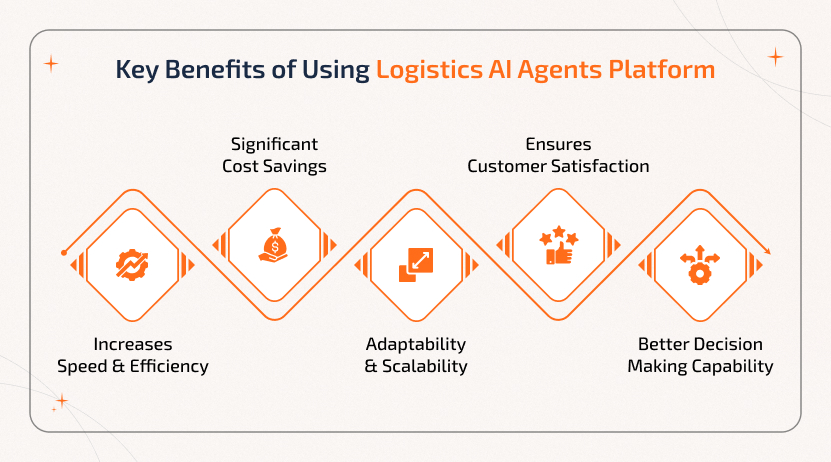 Key Benefits of Using Logistics AI Agents Platform
Significant
Cost Savings
Ensures
Customer Satisfaction
$
Increases
Speed & Efficiency
Adaptability
& Scalability
Better Decision
Making Capability